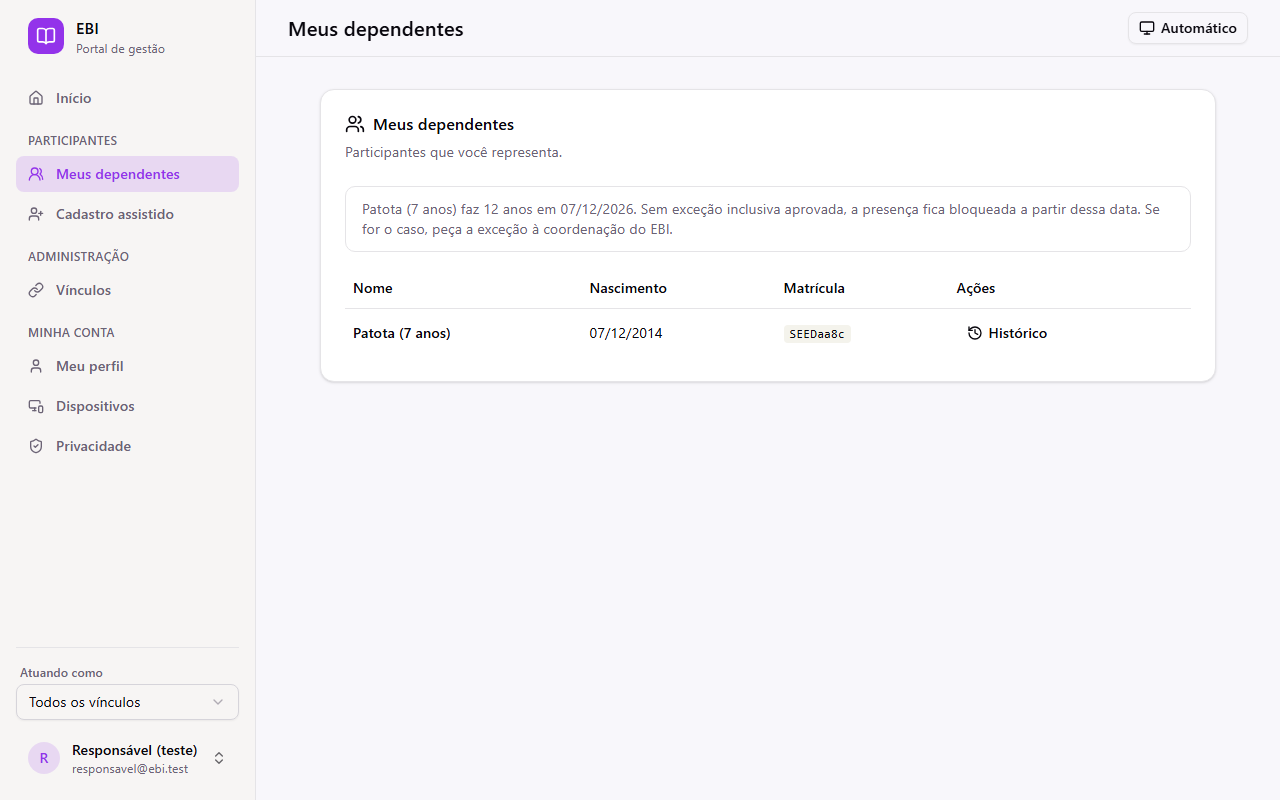 EBI
Portal de gestão
Início
PARTICIPANTES
Meus dependentes
Cadastro assistido
ADMINISTRAÇÃO
Vínculos
MINHA CONTA
Meu perfil
Dispositivos
Privacidade
Atuando como
Todos os vínculos
R
Responsável (teste)
responsavel@ebi.test
Meus dependentes
Automático
Meus dependentes
Participantes que você representa.
Patota (7 anos) faz 12 anos em 07/12/2026. Sem exceção inclusiva aprovada, a presença fica bloqueada a partir dessa data. Se
for o caso, peça a exceção à coordenação do EBI.
Nome Nascimento Matrícula Ações
Patota (7 anos) 07/12/2014 SEEDaa8c Histórico